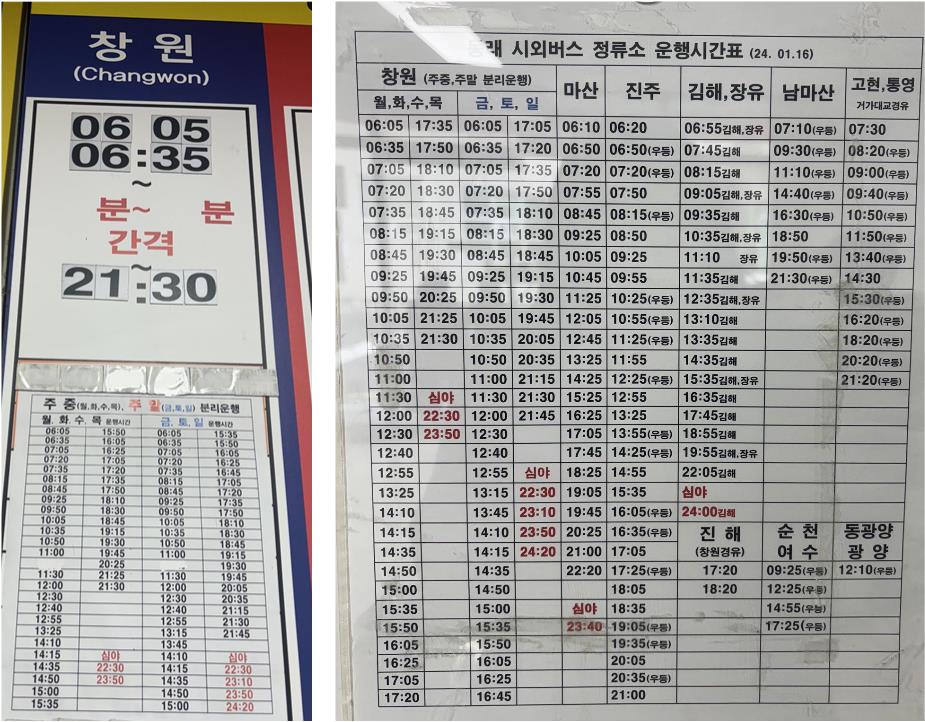 창 원
(Changwon)
06 05
06:35
~
분~ 분
간격
~
21:30
주 중(월,화,수,목), 주 말(금,토,일) 분리운행
월, 화, 수, 목 운행시간 금, 토, 일 운행시간
06:05 15:50 06:05 15:35
06:35 16:05 06:35 15:50
07:05 16:25 07:05 16:05
07:20 17:05 07:20 16:25
07:35 17:20 07:35 16:45
08:15 17:35 08:15 17:05
08:45 17:50 08:45 17:20
09:25 18:10 09:25 17:35
09:50 18:30 09:50 17:50
10:05 18:45 10:05 18:10
10:35 19:15 10:35 18:30
10:50 19:30 10:50 18:45
11:00 19:45 11:00 19:15
20:25 19:30
11:30 21:25 11:30 19:45
12:00 21:30 12:00 20:05
12:30 12:30 20:35
12:40 12:40 21:15
12:55 12:55 21:30
13:25 13:15 21:45
14:10 13:45
14:15 심야 14:10 심야
14:35 22:30 14:15 22:30
14:50 23:50 14:35 23:10
15:00 14:50 23:50
15:35 15:00 24:20
동래 시외버스 정류소 운행시간표 (24. 01.16)
창원 (주중,주말 분리운행) 마산 진주 김해,장유 남마산 고현,통영
월,화,수,목 금, 토, 일 거가대교경유
06:05 17:35 06:05 17:05 06:10 06:20 06:55김해,장유 07:10(우등) 07:30
06:35 17:50 06:35 17:20 06:50 06:50(우등) 07:45김해 09:30(우등) 08:20(우등)
07:05 18:10 07:05 17:35 07:20 07:20(우등) 08:15김해 11:10(우등) 09:00(우등)
07:20 18:30 07:20 17:50 07:55 07:50 09:05김해,장유 14:40(우등) 09:40(우등)
07:35 18:45 07:35 18:10 08:45 08:15(우등) 09:35김해 16:30(우등) 10:50(우등)
08:15 19:15 08:15 18:30 09:25 08:50 10:35김해,장유 18:50 11:50(우등)
08:45 19:30 08:45 18:45 10:05 09:25 11:10 장유 19:50(우등) 13:40(우등)
09:25 19:45 09:25 19:15 10:45 09:55 11:35김해 21:30(우등) 14:30
09:50 20:25 09:50 19:30 11:25 10:25(우등) 12:35김해,장유 15:30(우등)
10:05 21:25 10:05 19:45 12:05 10:55(우등) 13:10김해 16:20(우등)
10:35 21:30 10:35 20:05 12:45 11:25(우등) 13:35김해 18:20(우등)
10:50 10:50 20:35 13:25 11:55 14:35김해 20:20(우등)
11:00 11:00 21:15 14:25 12:25(우등) 15:35김해,장유 21:20(우등)
11:30 심야 11:30 21:30 15:25 12:55 16:35김해
12:00 22:30 12:00 21:45 16:25 13:25 17:45김해
12:30 23:50 12:30 17:05 13:55(우등) 18:55김해
12:40 12:40 17:45 14:25(우등) 19:55김해,장유
12:55 12:55 심야 18:25 14:55 22:05김해
13:25 13:15 22:30 19:05 15:35 심야
14:10 13:45 23:10 19:45 16:05(우등) 24:00김해
14:15 14:10 23:50 20:25 16:35(우등) 진 해 순 천 동광양
14:35 14:15 24:20 21:00 17:05 (창원경유) 여 수 광 양
14:50 14:35 22:20 17:25(우등) 17:20 09:25(우등) 12:10(우등)
15:00 14:50 18:05 18:20 12:25(우등)
15:35 15:00 심야 18:35 14:55(우등)
15:50 15:35 23:40 19:05(우등) 17:25(우등)
16:05 15:50 19:35(우등)
16:25 16:05 20:05
17:05 16:25 20:35(우등)
17:20 16:45 21:00